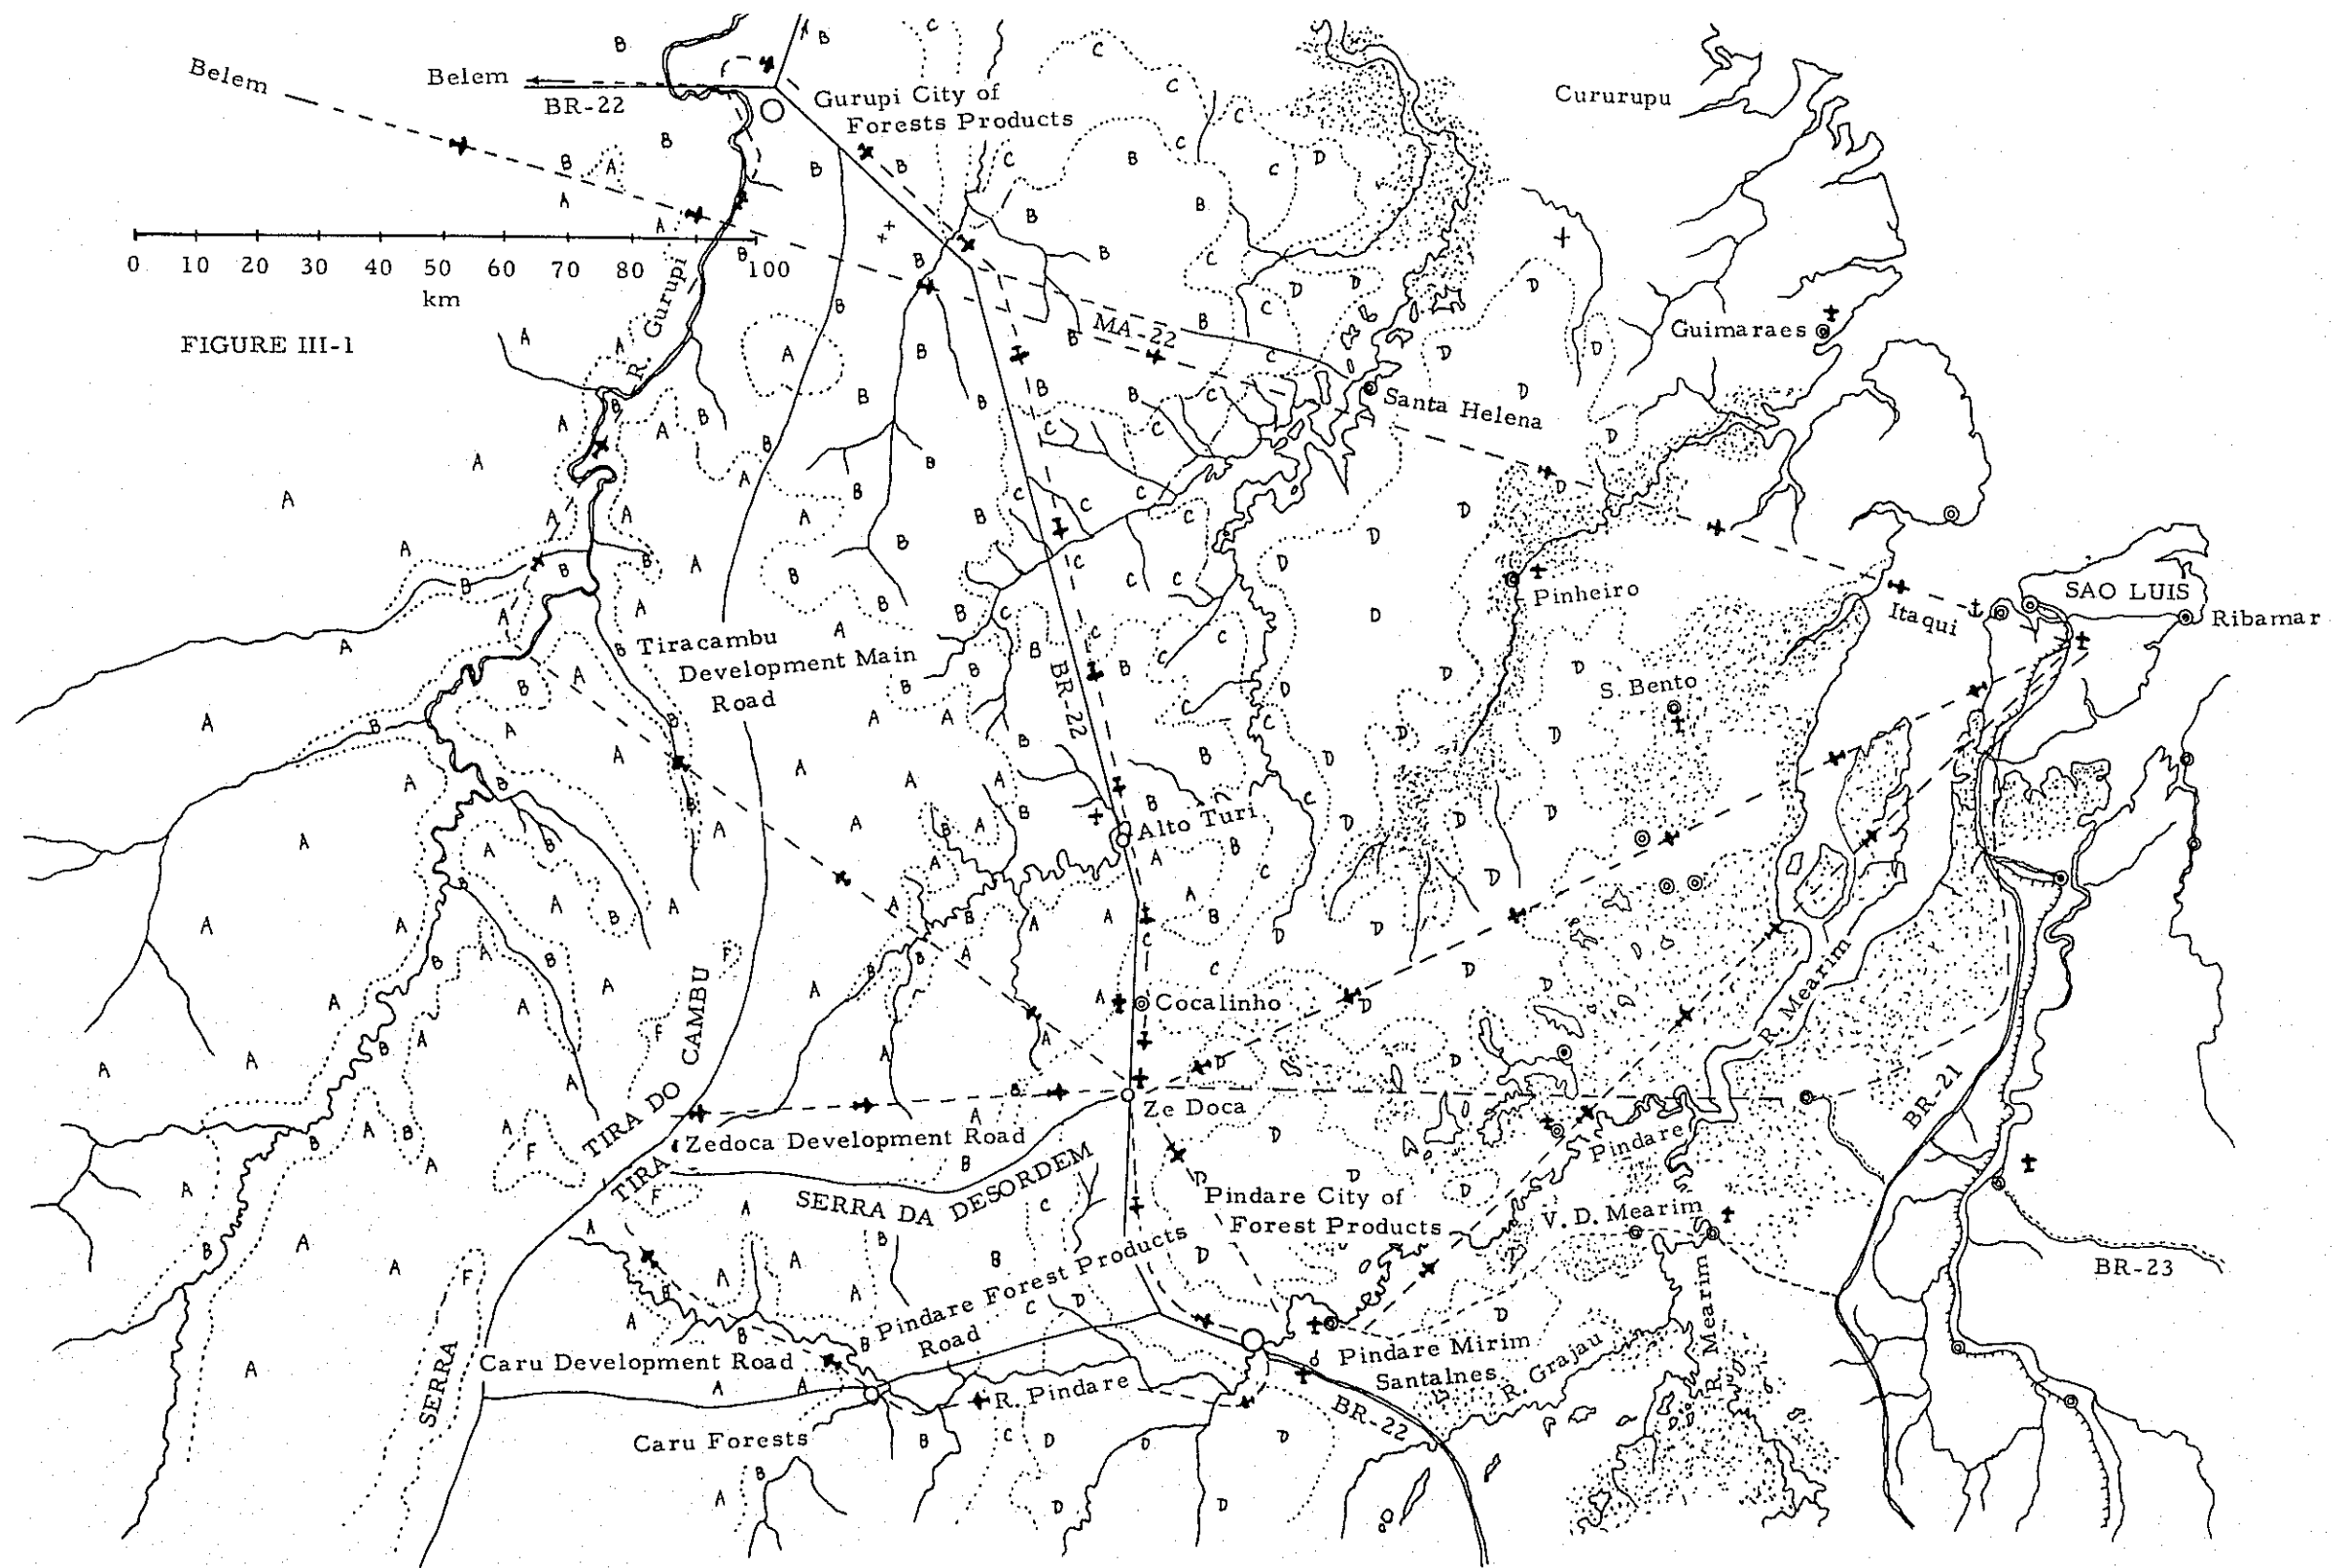 Belem
Belem
BR-22
Gurupi City of
Forests Products
Cururupu
0 10 20 30 40 50 60 70 80 100
km
R. Gurupi
FIGURE III-1
MA-22
Guimaraes
Santa Helena
Pinheiro
Itaqui
SAO LUIS
Ribamar
Tiracambu
Development Main
Road
BR-22
S. Bento
Alto Turi
Cocalinho
R. Mearim
TIRA DO CAMBU
Ze Doca
BR-21
Zedoca Development Road
Pindare
TIRA
SERRA DA DESORDEM
Pindare City of
Forest Products
V. D. Mearim
BR-23
Pindare Forest Products
Road
R. Mearim
SERRA
Caru Development Road
Pindare Mirim
Santalnes
R. Grajau
R. Pindare
BR-22
Caru Forests